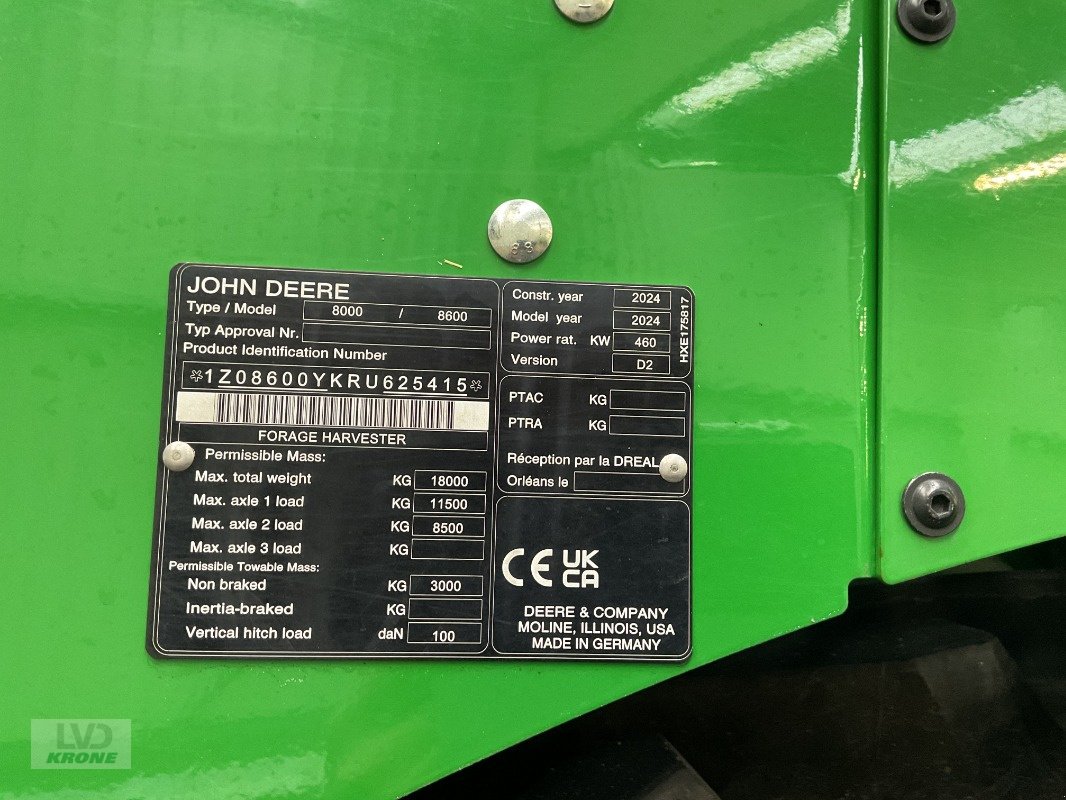 JOHN DEERE
Type / Model 8000 / 8600
Typ Approval Nr.
Product Identification Number
*1Z08600YKRU625415*
FORAGE HARVESTER
Permissible Mass:
Max. total weight KG 18000
Max. axle 1 load KG 11500
Max. axle 2 load KG 8500
Max. axle 3 load KG
Permissible Towable Mass:
Non braked KG 3000
Inertia-braked KG
Vertical hitch load daN 100
Constr. year 2024
Model year 2024
Power rat. KW 460
Version D2
HXE175817
PTAC KG
PTRA KG
Réception par la DREAL
Orléans le
CE UK
CA
DEERE & COMPANY
MOLINE, ILLINOIS, USA
MADE IN GERMANY
8.8
LVD
KRONE